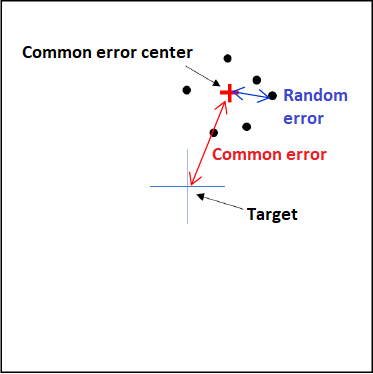 Common error center
Random
error
Common error
Target